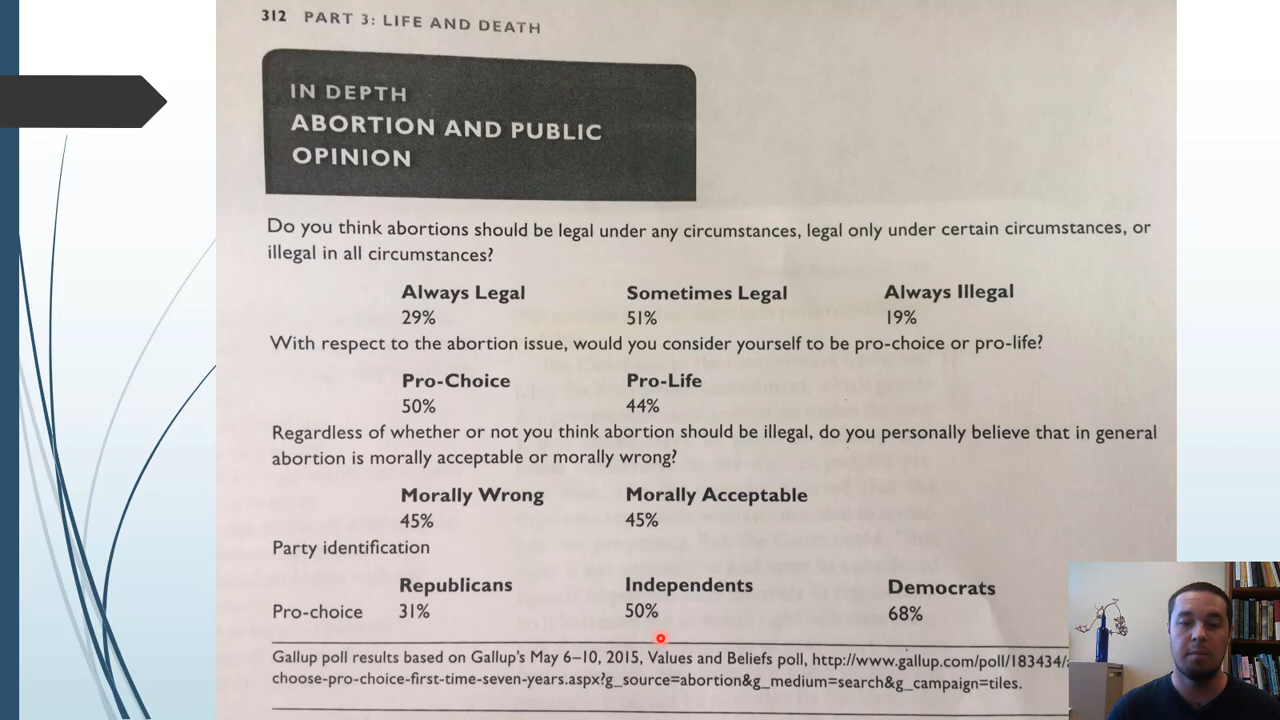 312 PART 3: LIFE AND DEATH
IN DEPTH
ABORTION AND PUBLIC
OPINION
Do you think abortions should be legal under any circumstances, legal only under certain circumstances, or
illegal in all circumstances?
Always Legal Sometimes Legal Always Illegal
29% 51% 19%
With respect to the abortion issue, would you consider yourself to be pro-choice or pro-life?
Pro-Choice Pro-Life
50% 44%
Regardless of whether or not you think abortion should be illegal, do you personally believe that in general
abortion is morally acceptable or morally wrong?
Morally Wrong Morally Acceptable
45% 45%
Party identification
Republicans Independents Democrats
Pro-choice 31% 50% 68%
Gallup poll results based on Gallup's May 6–10, 2015, Values and Beliefs poll, http://www.gallup.com/poll/183434/
choose-pro-choice-first-time-seven-years.aspx?g_source=abortion&g_medium=search&g_campaign=tiles.